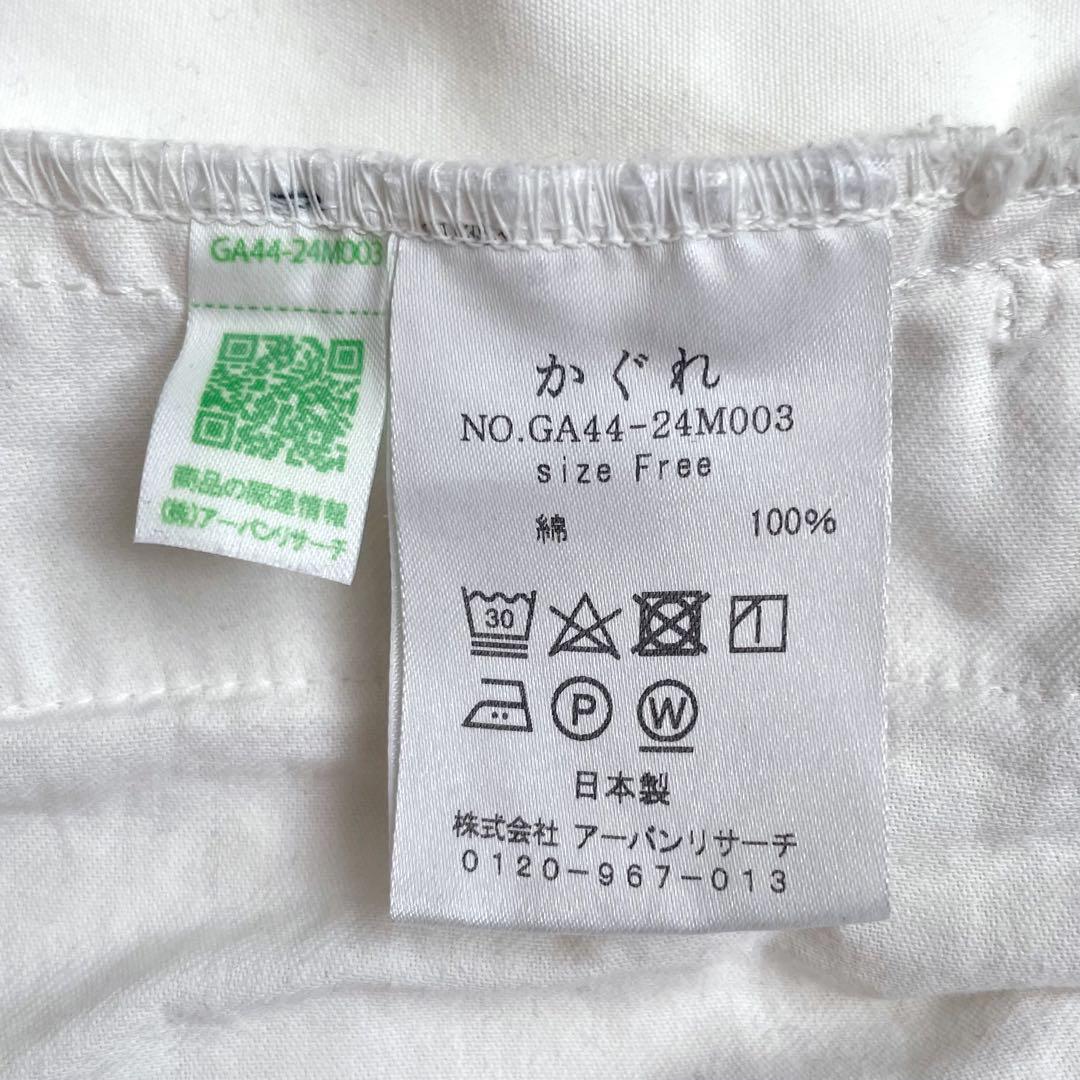 GA44-24M003
商品の関連情報
(株)アーバンリサーチ
かぐれ
NO.GA44-24M003
size Free
綿 100%
30
P
W
日本製
株式会社 アーバンリサーチ
0120-967-013